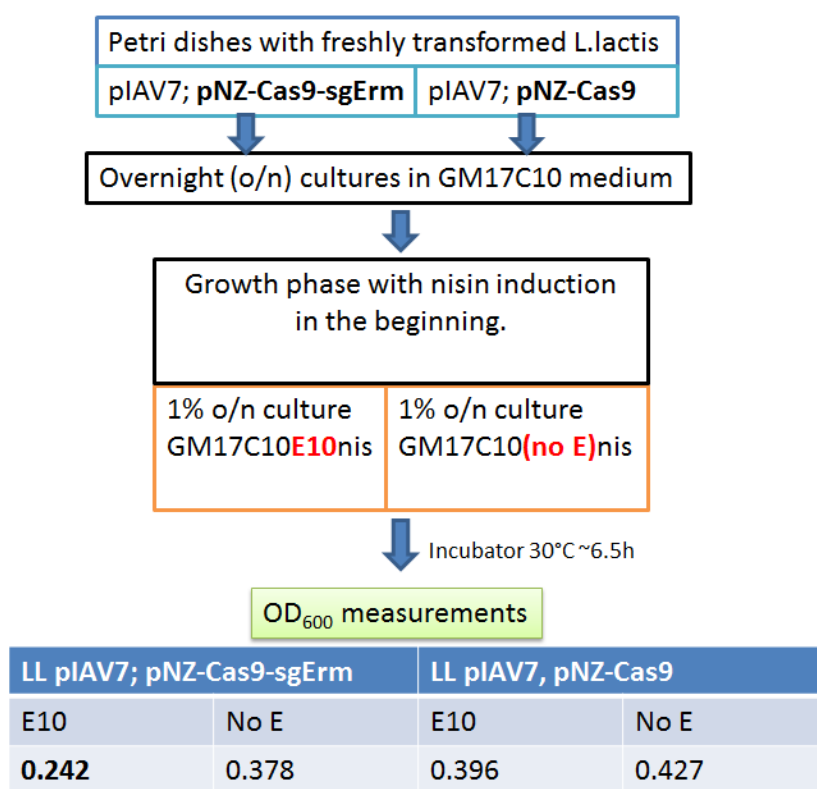 Petri dishes with freshly transformed L.lactis
pIAV7; pNZ-Cas9-sgErm
pIAV7; pNZ-Cas9
Overnight (o/n) cultures in GM17C10 medium
Growth phase with nisin induction
in the beginning.
1% o/n culture
GM17C10E10nis
1% o/n culture
GM17C10(no E)nis
Incubator 30°C ~6.5h
OD600 measurements
LL pIAV7; pNZ-Cas9-sgErm LL pIAV7, pNZ-Cas9
E10 No E E10 No E
0.242 0.378 0.396 0.427